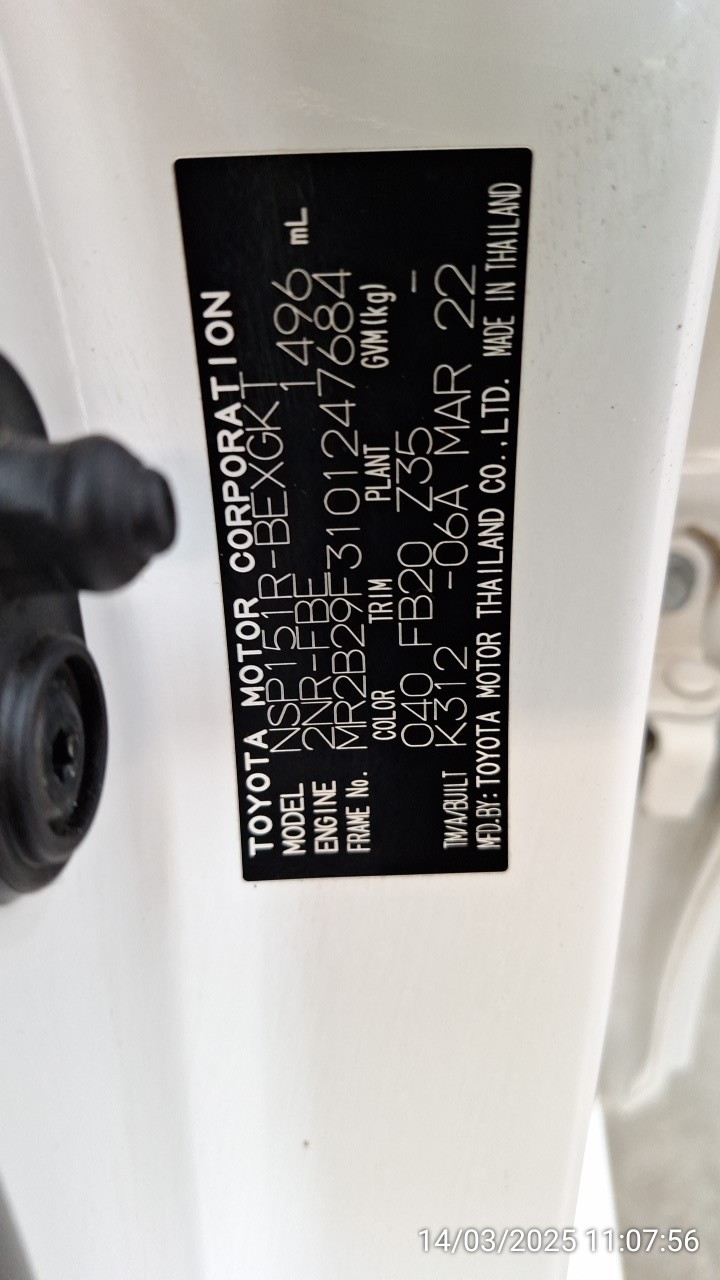 TOYOTA MOTOR CORPORATION
MODEL NSP151R-BEXGKT
ENGINE 2NR-FBE 1496 mL
FRAME No. MR2B29F3101247684
COLOR TRIM PLANT GVM(kg)
040 FB20 Z35 -
TM/A/BUILT K312 -06A MAR 22
MFD.BY: TOYOTA MOTOR THAILAND CO.,LTD. MADE IN THAILAND
14/03/2025 11:07:56